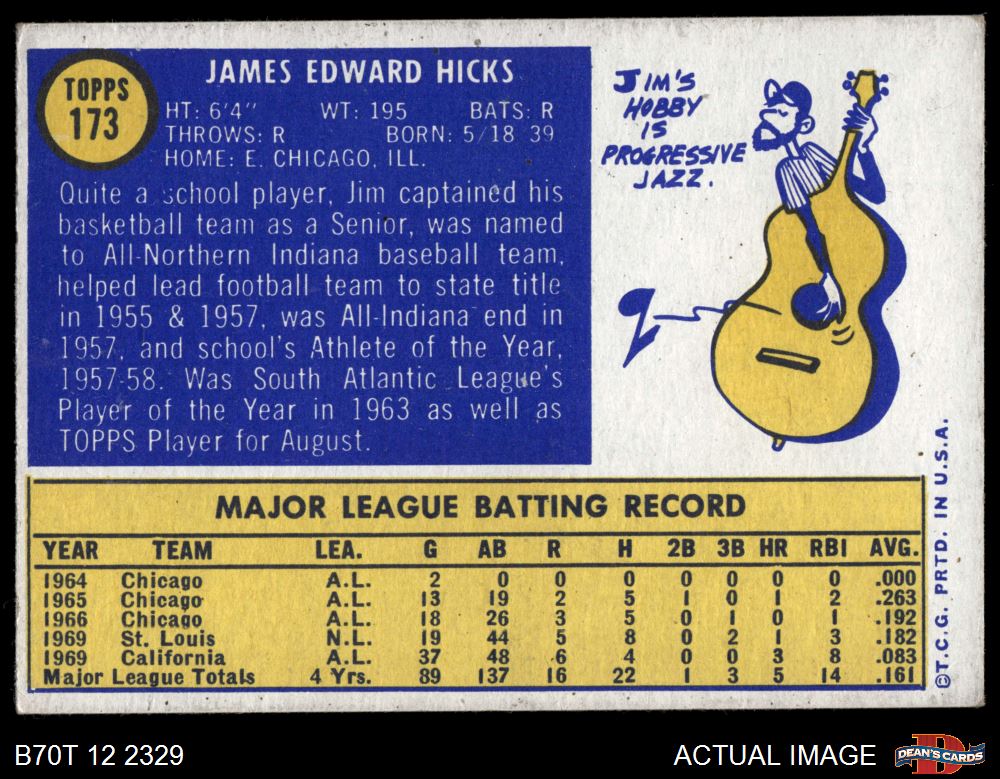 TOPPS
173
JAMES EDWARD HICKS
HT: 6'4" WT: 195 BATS: R
THROWS: R BORN: 5/18 39
HOME: E. CHICAGO, ILL.
Quite a school player, Jim captained his
basketball team as a Senior, was named
to All-Northern Indiana baseball team,
helped lead football team to state title
in 1955 & 1957, was All-Indiana end in
1957, and school's Athlete of the Year,
1957-58. Was South Atlantic League's
Player of the Year in 1963 as well as
TOPPS Player for August.
JIM'S
HOBBY
IS
PROGRESSIVE
JAZZ.
MAJOR LEAGUE BATTING RECORD
YEAR TEAM LEA. G AB R H 2B 3B HR RBI AVG.
1964 Chicago A.L. 2 0 0 0 0 0 0 0 .000
1965 Chicago A.L. 13 19 2 5 1 0 1 2 .263
1966 Chicago A.L. 18 26 3 5 0 1 0 1 .192
1969 St. Louis N.L. 19 44 5 8 0 2 1 3 .182
1969 California A.L. 37 48 6 4 0 0 3 8 .083
Major League Totals 4 Yrs. 89 137 16 22 1 3 5 14 .161
©T.C.G. PRTD. IN U.S.A.
B70T 12 2329
ACTUAL IMAGE
DEAN'S CARDS